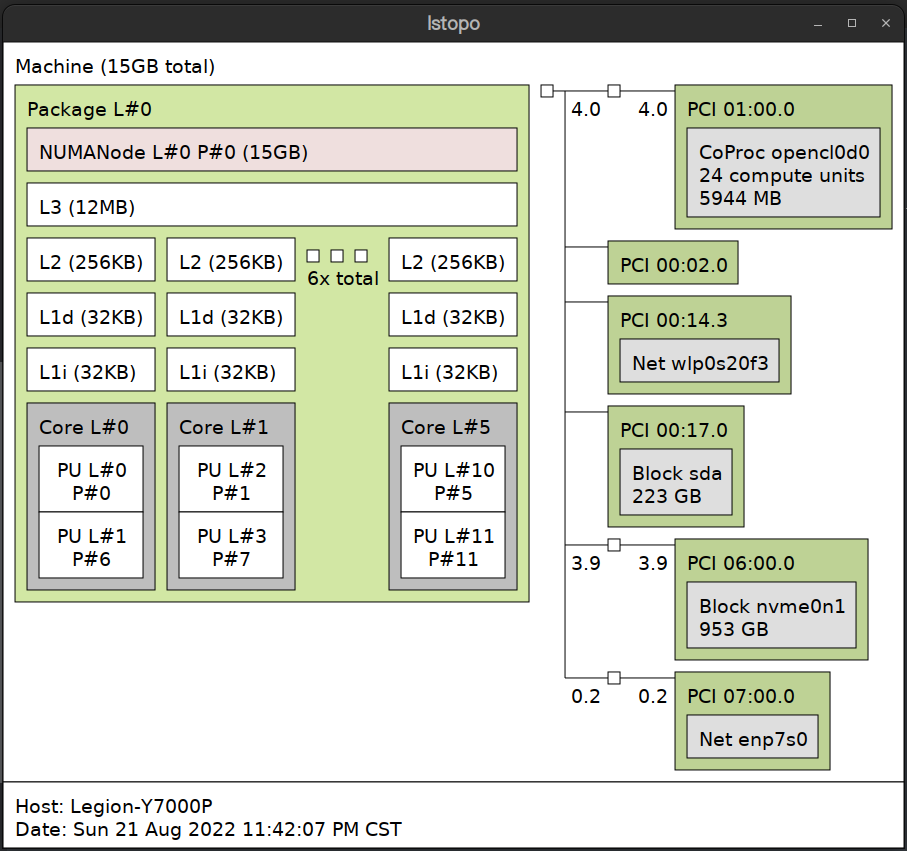 lstopo
Machine (15GB total)
Package L#0
NUMANode L#0 P#0 (15GB)
L3 (12MB)
L2 (256KB)
L2 (256KB)
6x total
L2 (256KB)
L1d (32KB)
L1d (32KB)
L1d (32KB)
L1i (32KB)
L1i (32KB)
L1i (32KB)
Core L#0
PU L#0
P#0
PU L#1
P#6
Core L#1
PU L#2
P#1
PU L#3
P#7
Core L#5
PU L#10
P#5
PU L#11
P#11
4.0
4.0
PCI 01:00.0
CoProc opencl0d0
24 compute units
5944 MB
PCI 00:02.0
PCI 00:14.3
Net wlp0s20f3
PCI 00:17.0
Block sda
223 GB
3.9
3.9
PCI 06:00.0
Block nvme0n1
953 GB
0.2
0.2
PCI 07:00.0
Net enp7s0
Host: Legion-Y7000P
Date: Sun 21 Aug 2022 11:42:07 PM CST